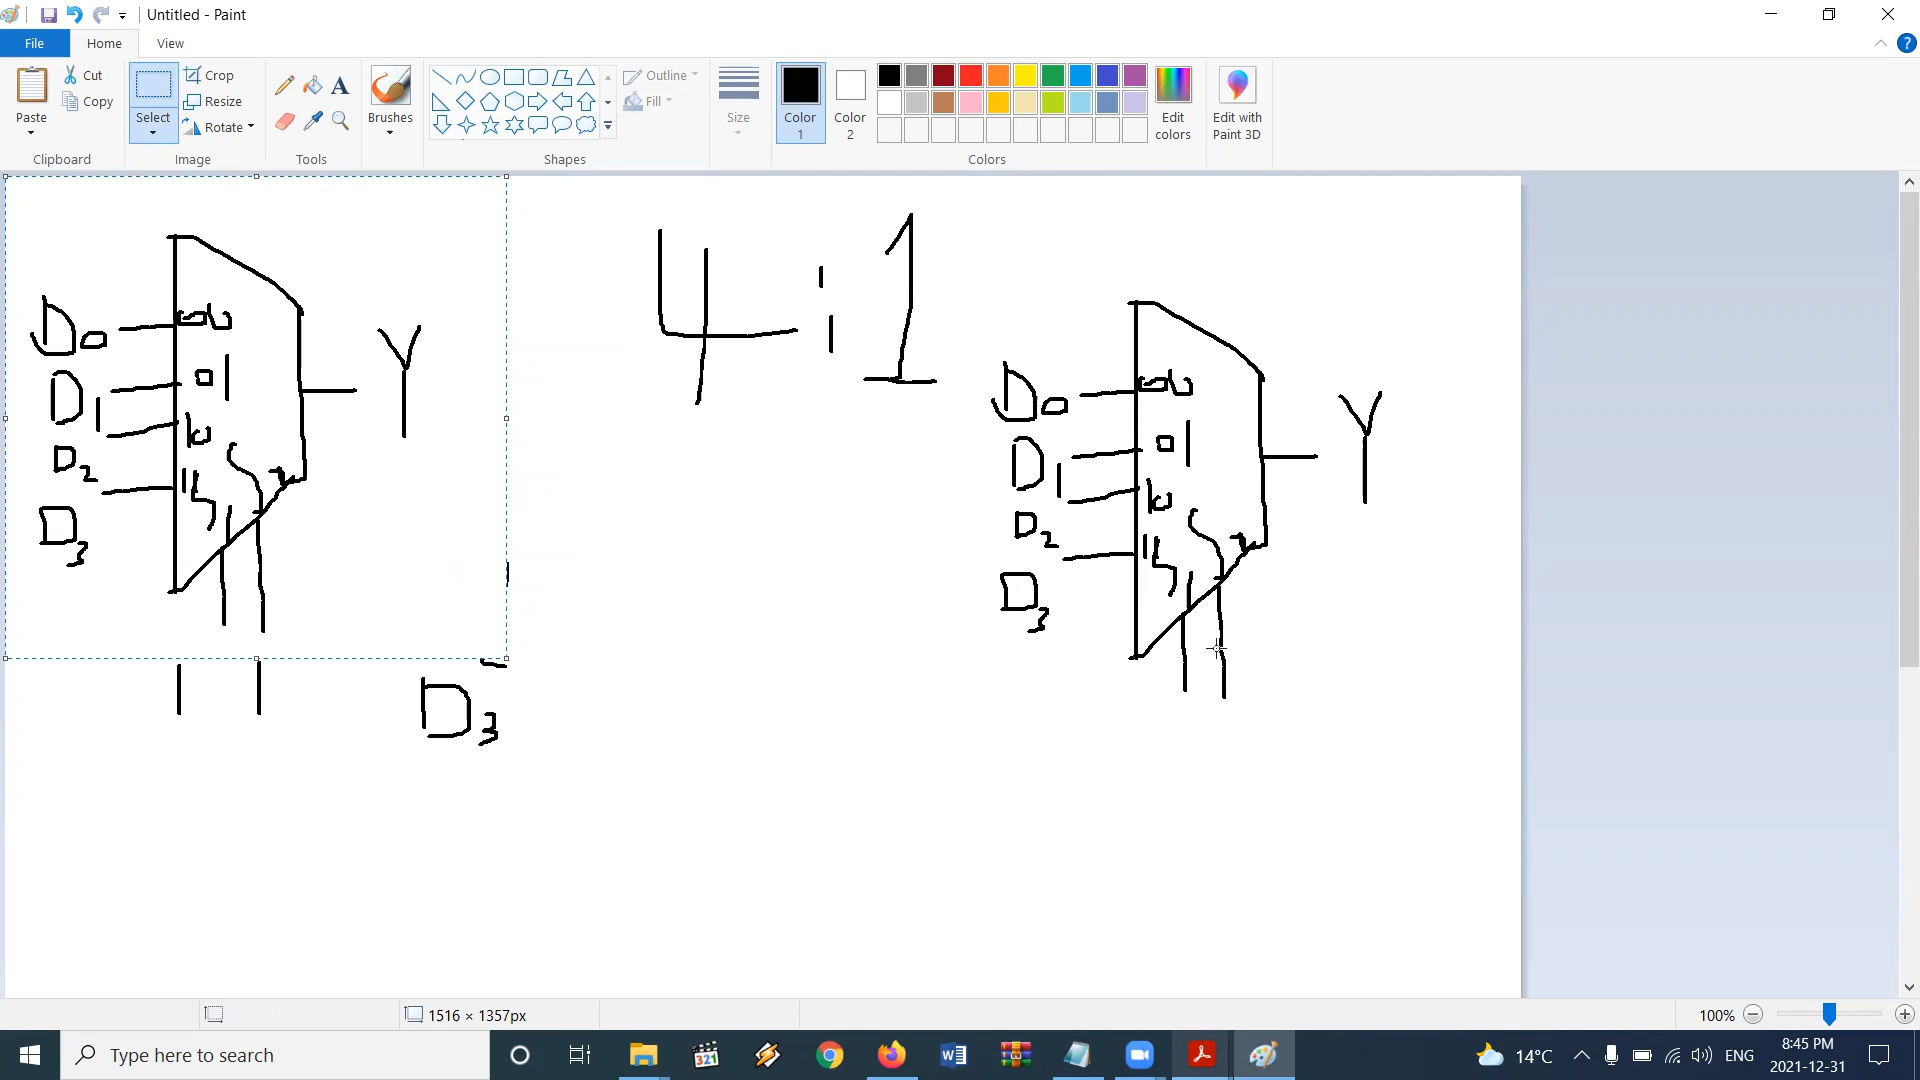 Untitled - Paint
File
Home
View
Paste
Cut
Copy
Clipboard
Select
Crop
Resize
Rotate
Image
Tools
Brushes
Shapes
Outline
Fill
Size
Color 1
Color 2
Edit colors
Colors
Edit with Paint 3D
4:1
D0
D1
D2
D3
01
10
11
Y
D0
D1
D2
D3
01
10
11
Y
D3
1516 × 1357px
100%
Type here to search
321
14°C
ENG
8:45 PM
2021-12-31